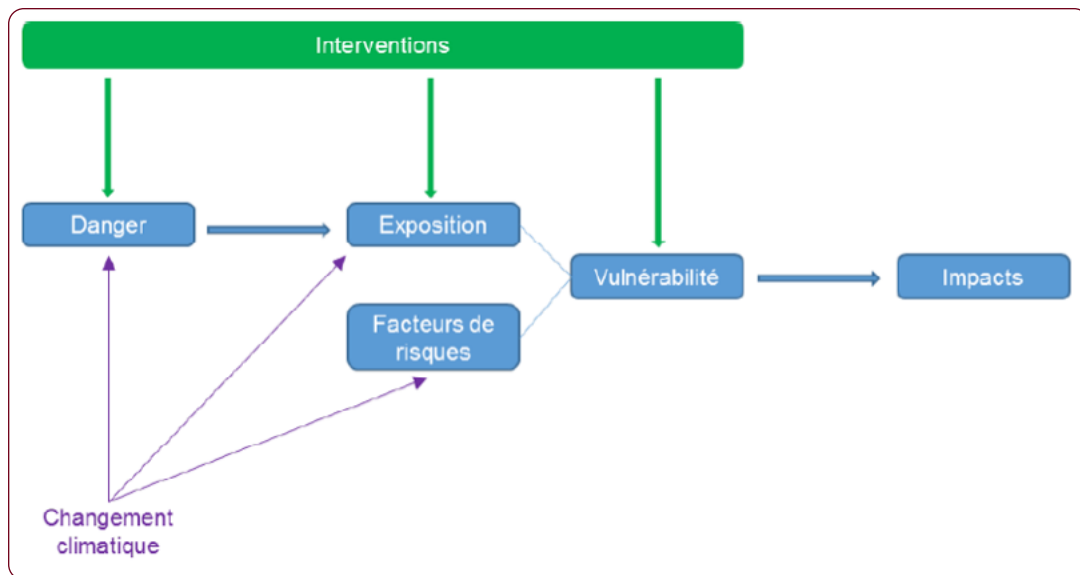 Interventions
Danger
Exposition
Vulnérabilité
Impacts
Facteurs de
risques
Changement
climatique